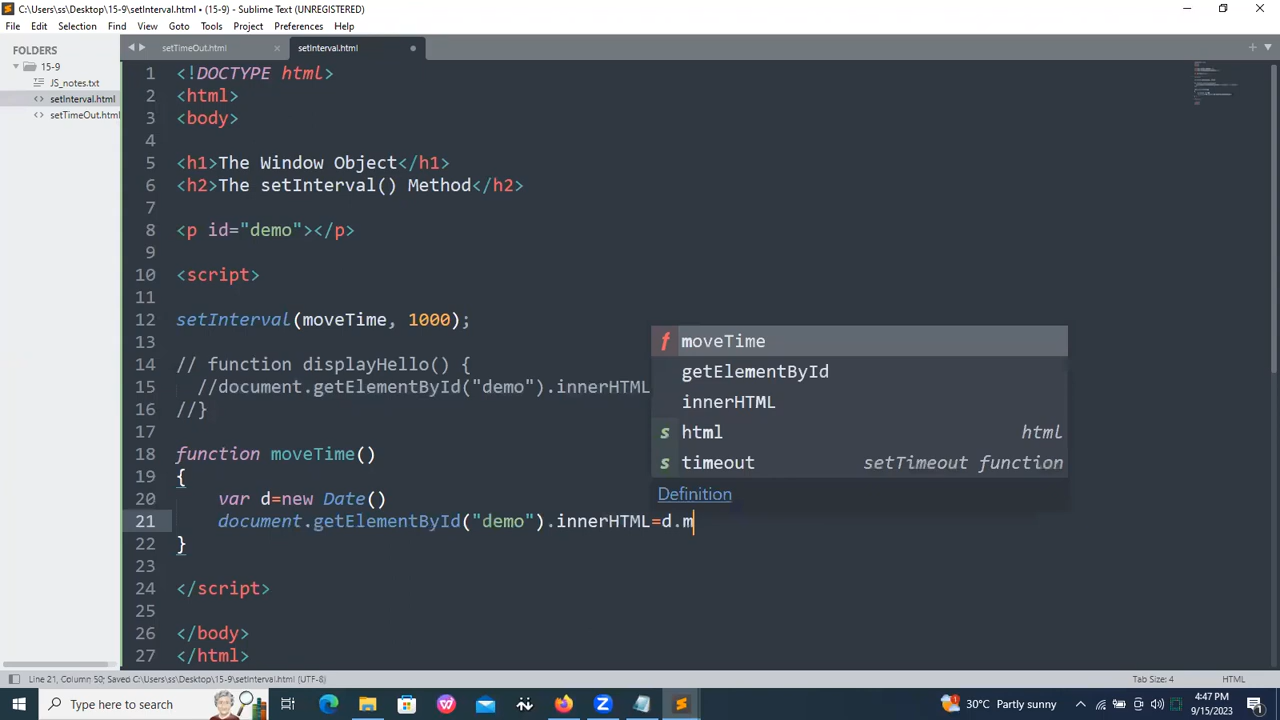 C:\Users\ss\Desktop\15-9\setInterval.html • (15-9) - Sublime Text (UNREGISTERED)
File Edit Selection Find View Goto Tools Project Preferences Help
FOLDERS
15-9
JS_notes.txt
setInterval.html
setTimeOut.html
setTimeOut.html
setInterval.html
1 <!DOCTYPE html>
2 <html>
3 <body>
4
5 <h1>The Window Object</h1>
6 <h2>The setInterval() Method</h2>
7
8 <p id="demo"></p>
9
10 <script>
11
12 setInterval(moveTime, 1000);
13
14 // function displayHello() {
15 //document.getElementById("demo").innerHTML
16 //}
17
18 function moveTime()
19 {
20 var d=new Date()
21 document.getElementById("demo").innerHTML=d.m
22 }
23
24 </script>
25
26 </body>
27 </html>
f moveTime
getElementById
innerHTML
s html html
s timeout setTimeout function
Definition
Line 21, Column 50; Saved C:\Users\ss\Desktop\15-9\setInterval.html (UTF-8)
Tab Size: 4
HTML
Type here to search
30°C Partly sunny
4:47 PM
9/15/2023